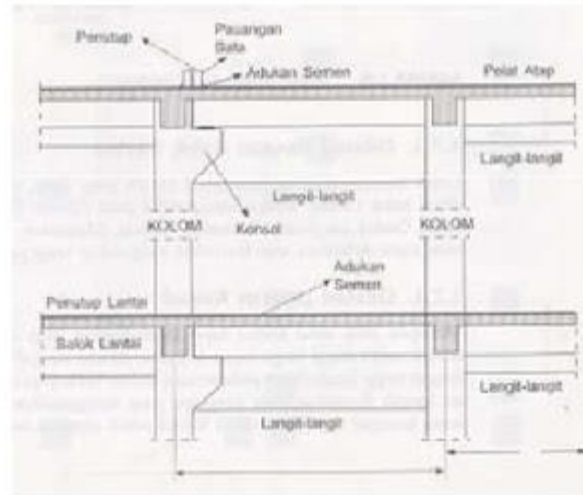 Penutup
Pasangan
Bata
Adukan Semen
Pelat Atap
Langit-langit
Langit-langit
KOLOM
Konsol
KOLOM
Adukan
Semen
Penutup Lantai
Balok Lantai
Langit-langit
Langit-langit